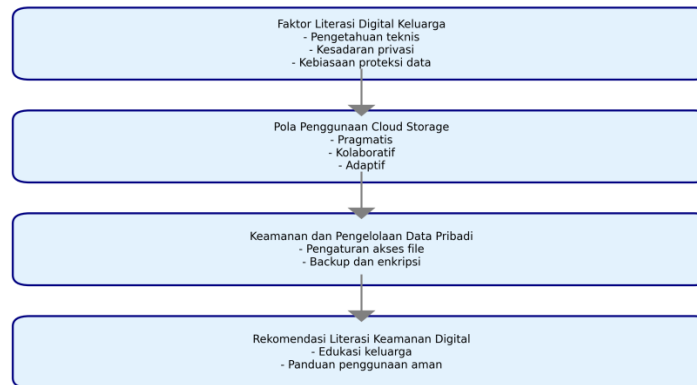 Faktor Literasi Digital Keluarga
- Pengetahuan teknis
- Kesadaran privasi
- Kebiasaan proteksi data
Pola Penggunaan Cloud Storage
- Pragmatis
- Kolaboratif
- Adaptif
Keamanan dan Pengelolaan Data Pribadi
- Pengaturan akses file
- Backup dan enkripsi
Rekomendasi Literasi Keamanan Digital
- Edukasi keluarga
- Panduan penggunaan aman